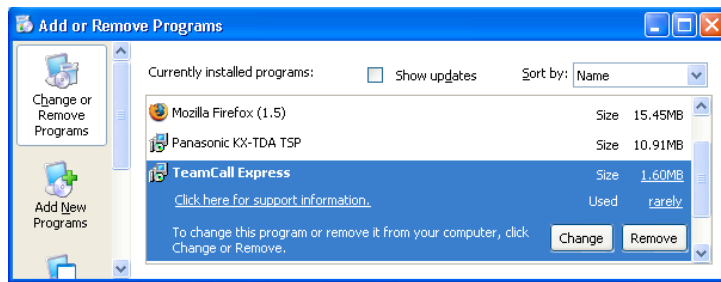 Add or Remove Programs
Change or
Remove
Programs
Add New
Programs
Currently installed programs:
Show updates
Sort by:
Name
Mozilla Firefox (1.5)
Size 15.45MB
Panasonic KX-TDA TSP
Size 10.91MB
TeamCall Express
Size 1.60MB
Click here for support information.
Used rarely
To change this program or remove it from your computer, click
Change or Remove.
Change
Remove